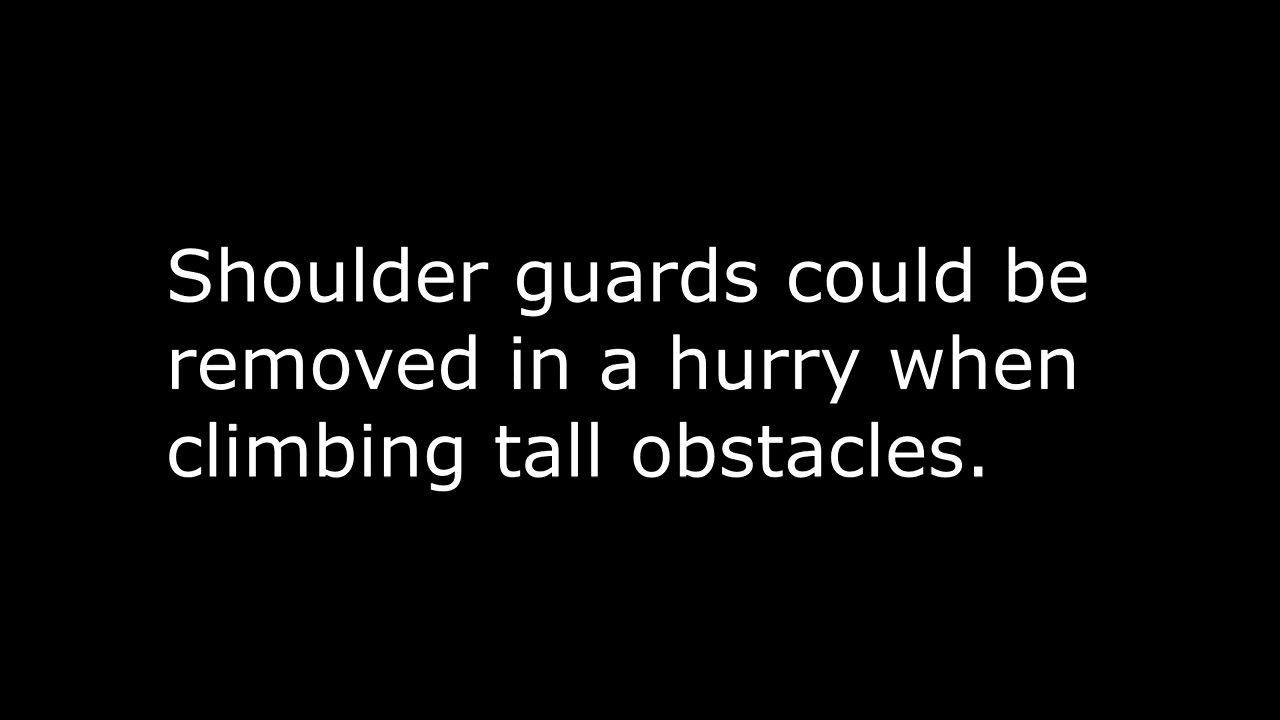 Shoulder guards could be
removed in a hurry when
climbing tall obstacles.